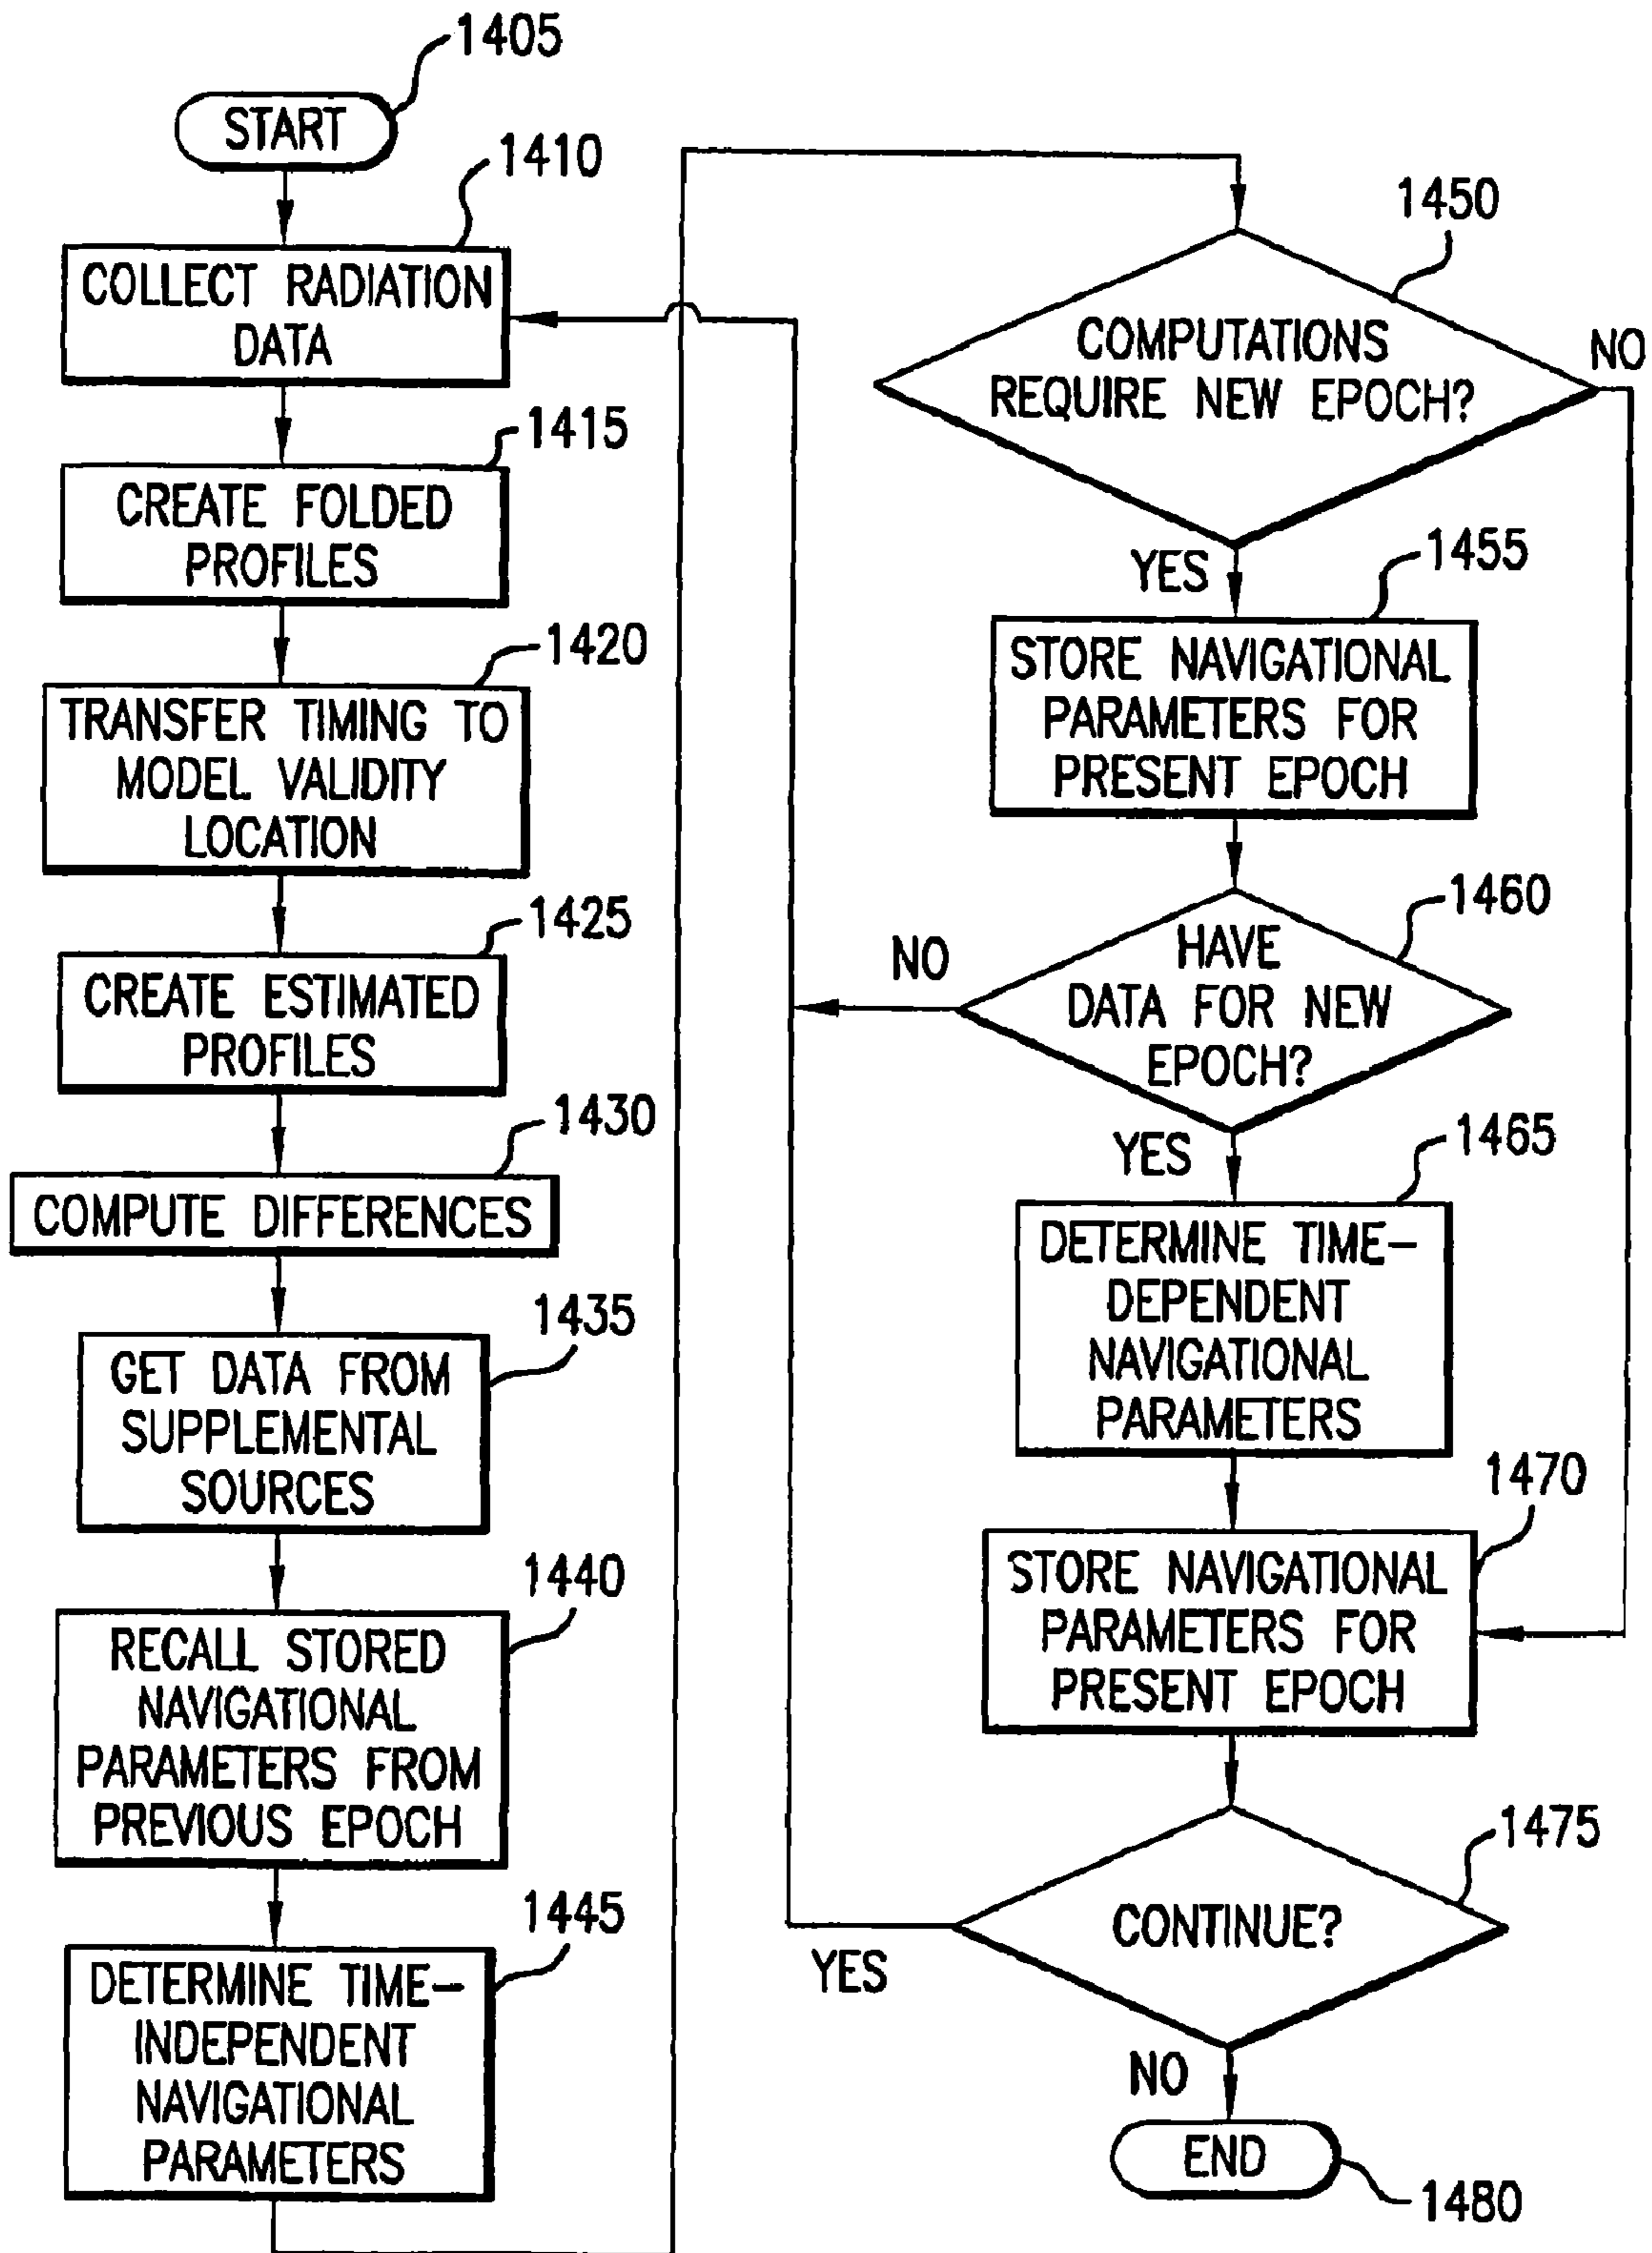 1405
START
1410
COLLECT RADIATION
DATA
1415
CREATE FOLDED
PROFILES
1420
TRANSFER TIMING TO
MODEL VALIDITY
LOCATION
1425
CREATE ESTIMATED
PROFILES
1430
COMPUTE DIFFERENCES
1435
GET DATA FROM
SUPPLEMENTAL
SOURCES
1440
RECALL STORED
NAVIGATIONAL
PARAMETERS FROM
PREVIOUS EPOCH
1445
DETERMINE TIME-
INDEPENDENT
NAVIGATIONAL
PARAMETERS
1450
COMPUTATIONS
REQUIRE NEW EPOCH?
NO
YES
1455
STORE NAVIGATIONAL
PARAMETERS FOR
PRESENT EPOCH
1460
HAVE
DATA FOR NEW
EPOCH?
NO
YES
1465
DETERMINE TIME-
DEPENDENT
NAVIGATIONAL
PARAMETERS
1470
STORE NAVIGATIONAL
PARAMETERS FOR
PRESENT EPOCH
1475
CONTINUE?
YES
NO
END
1480